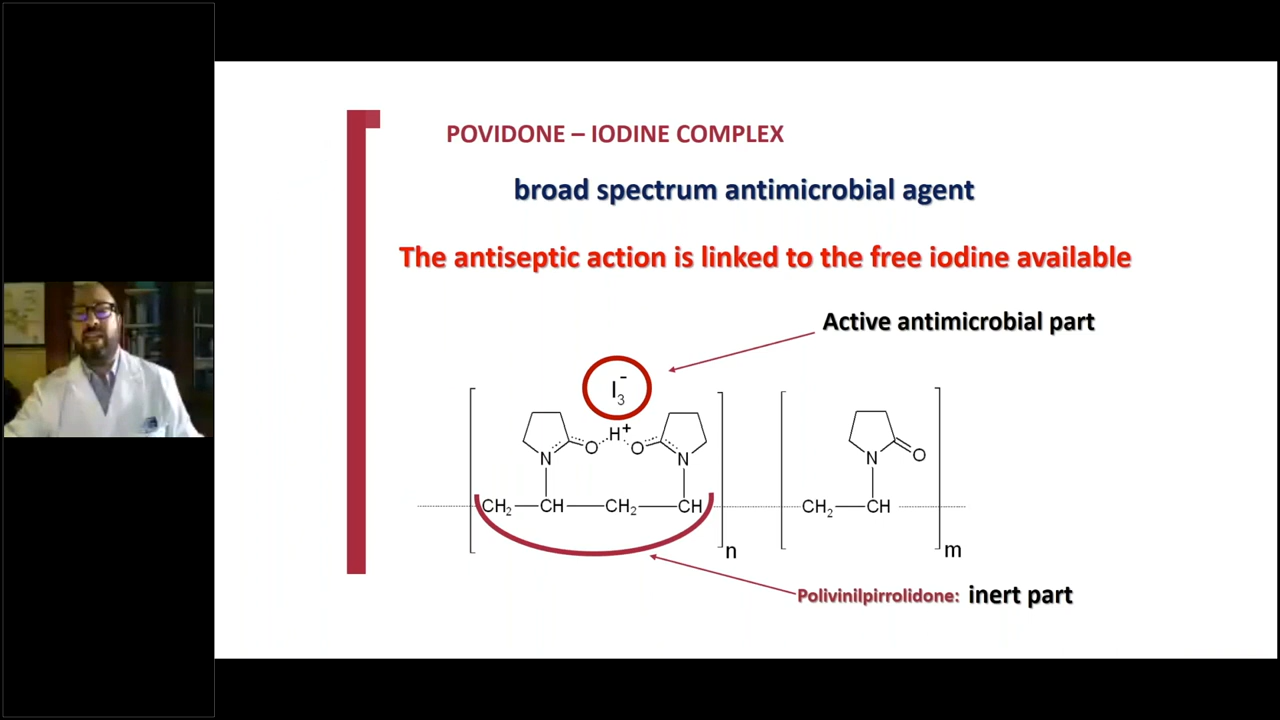 POVIDONE – IODINE COMPLEX
broad spectrum antimicrobial agent
The antiseptic action is linked to the free iodine available
Active antimicrobial part
I3-
H+
O O O
N N N
CH2 CH CH2 CH CH2 CH
n m
Polivinilpirrolidone: inert part